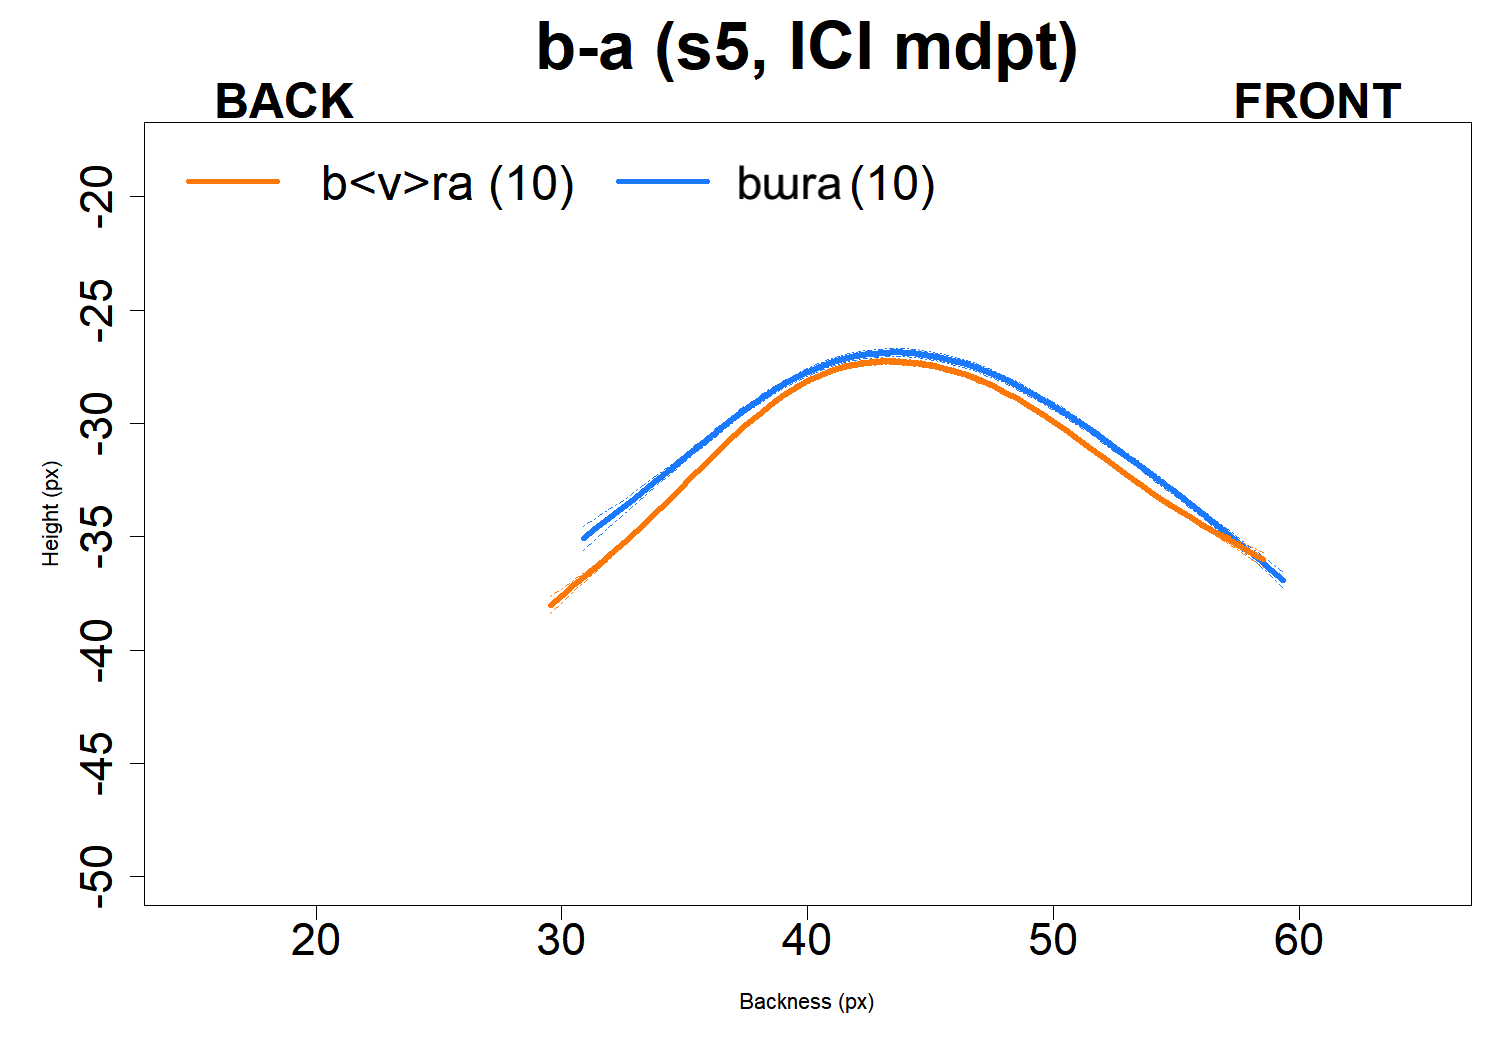 b-a (s5, ICI mdpt)
BACK FRONT
b<v>ra (10) bɯra (10)
-20
-25
-30
-35
-40
-45
-50
Height (px)
20 30 40 50 60
Backness (px)